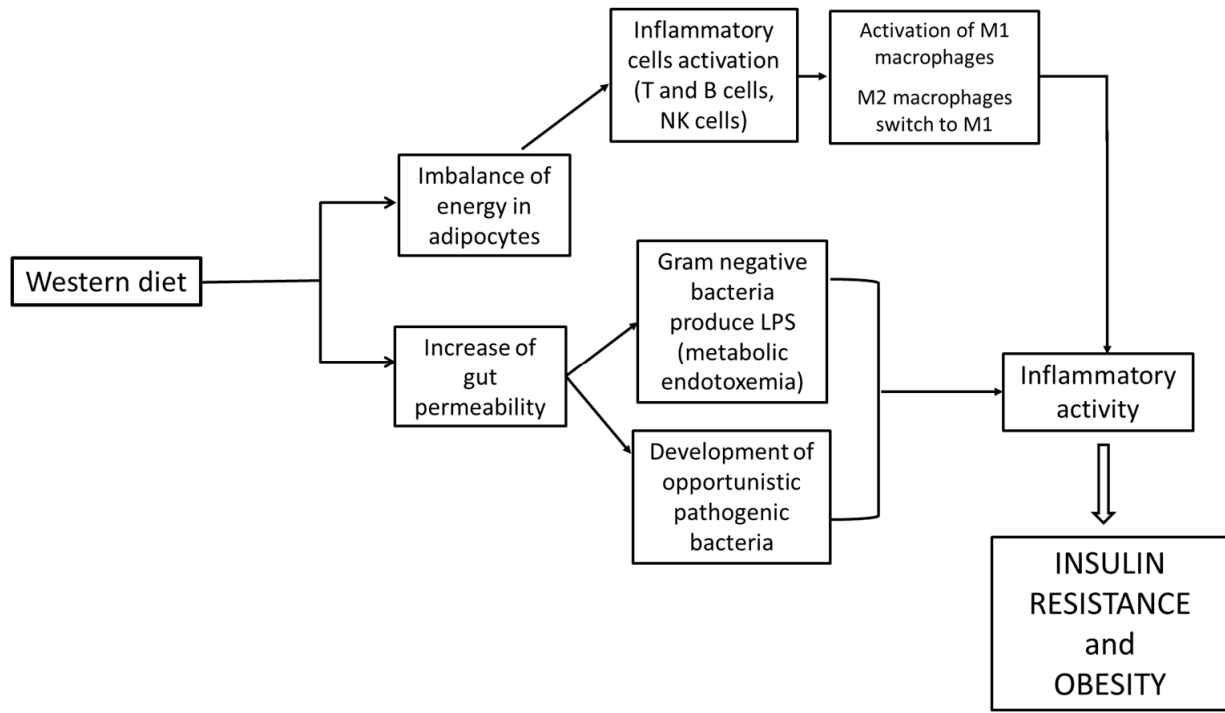 Western diet
Imbalance of
energy in
adipocytes
Inflammatory
cells activation
(T and B cells,
NK cells)
Activation of M1
macrophages
M2 macrophages
switch to M1
Increase of
gut
permeability
Gram negative
bacteria
produce LPS
(metabolic
endotoxemia)
Development of
opportunistic
pathogenic
bacteria
Inflammatory
activity
INSULIN
RESISTANCE
and
OBESITY